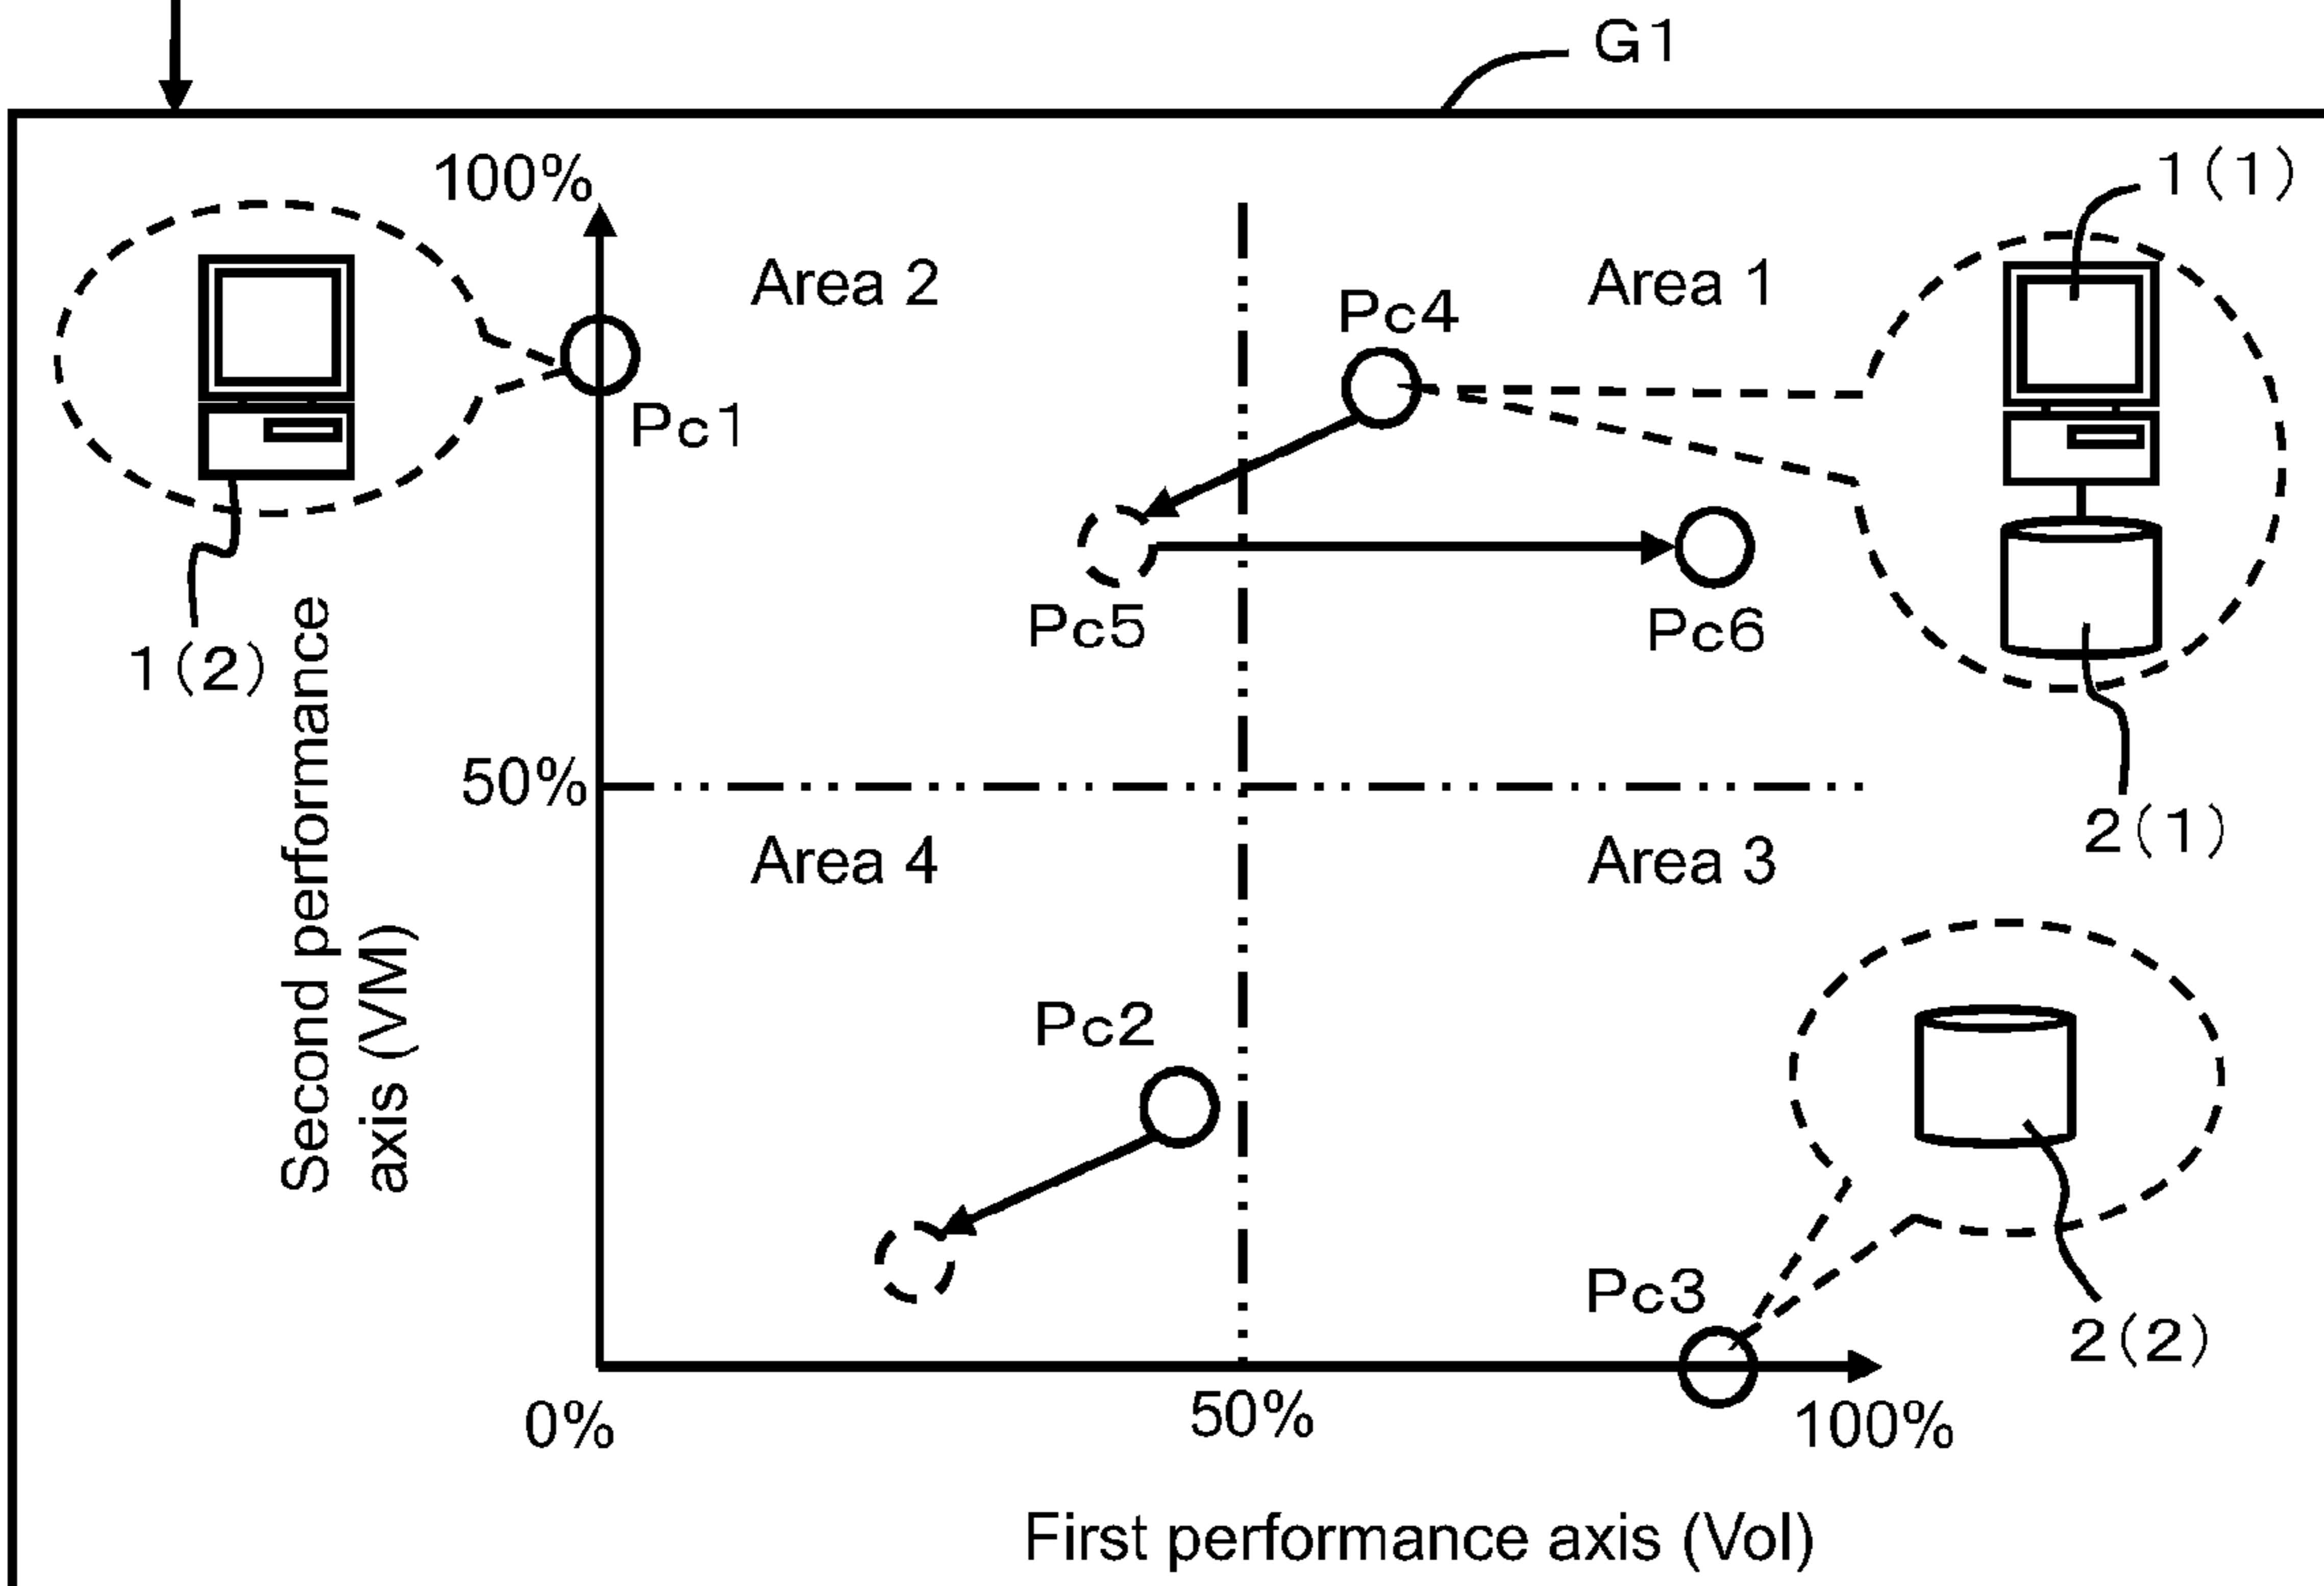 G1
100%
1(1)
Area 2
Area 1
Pc4
Pc1
Pc5
Pc6
1(2)
50%
2(1)
Area 4
Area 3
Second performance
axis (VM)
Pc2
Pc3
2(2)
0%
50%
100%
First performance axis (Vol)